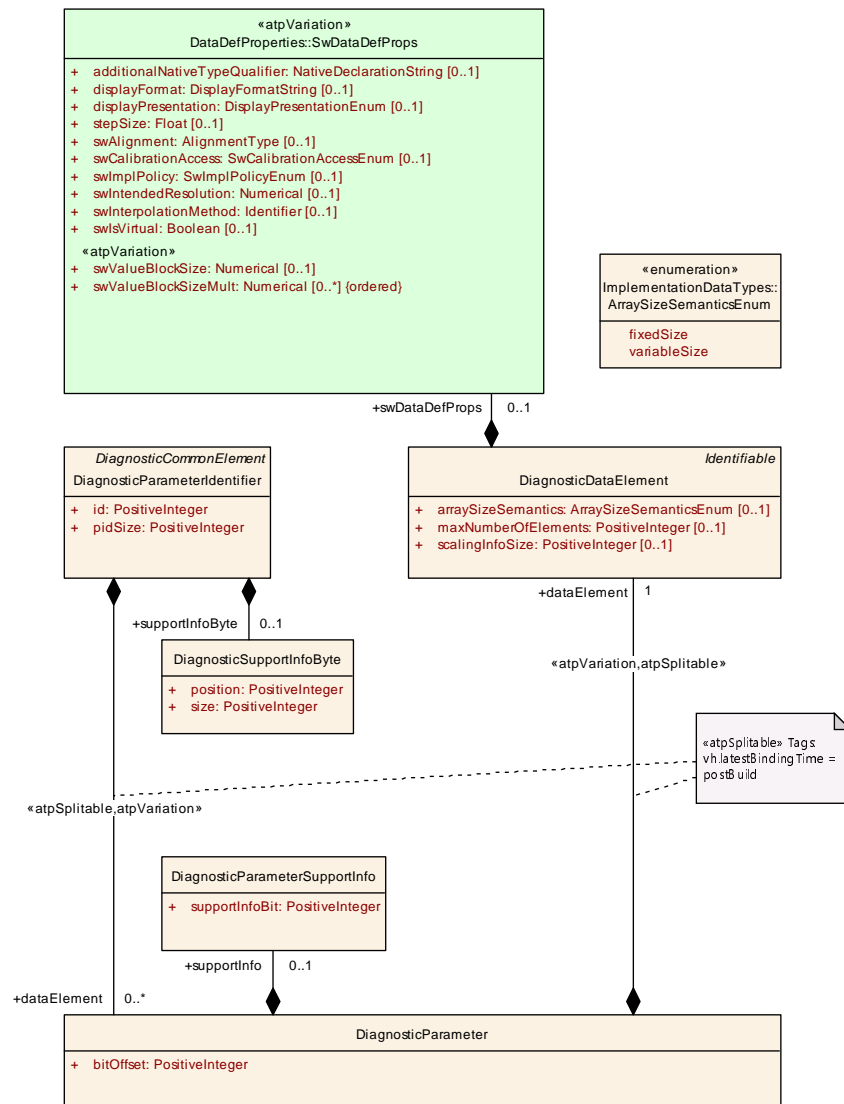 «atpVariation»
DataDefProperties::SwDataDefProps
+ additionalNativeTypeQualifier: NativeDeclarationString [0..1]
+ displayFormat: DisplayFormatString [0..1]
+ displayPresentation: DisplayPresentationEnum [0..1]
+ stepSize: Float [0..1]
+ swAlignment: AlignmentType [0..1]
+ swCalibrationAccess: SwCalibrationAccessEnum [0..1]
+ swImplPolicy: SwImplPolicyEnum [0..1]
+ swIntendedResolution: Numerical [0..1]
+ swInterpolationMethod: Identifier [0..1]
+ swIsVirtual: Boolean [0..1]
«atpVariation»
+ swValueBlockSize: Numerical [0..1]
+ swValueBlockSizeMult: Numerical [0..*] {ordered}
«enumeration»
ImplementationDataTypes::
ArraySizeSemanticsEnum
fixedSize
variableSize
+swDataDefProps 0..1
DiagnosticCommonElement
DiagnosticParameterIdentifier
+ id: PositiveInteger
+ pidSize: PositiveInteger
Identifiable
DiagnosticDataElement
+ arraySizeSemantics: ArraySizeSemanticsEnum [0..1]
+ maxNumberOfElements: PositiveInteger [0..1]
+ scalingInfoSize: PositiveInteger [0..1]
+dataElement 1
+supportInfoByte 0..1
DiagnosticSupportInfoByte
+ position: PositiveInteger
+ size: PositiveInteger
«atpVariation,atpSplitable»
«atpSplitable» Tags:
vh.latestBindingTime =
postBuild
«atpSplitable,atpVariation»
DiagnosticParameterSupportInfo
+ supportInfoBit: PositiveInteger
+supportInfo 0..1
+dataElement 0..*
DiagnosticParameter
+ bitOffset: PositiveInteger